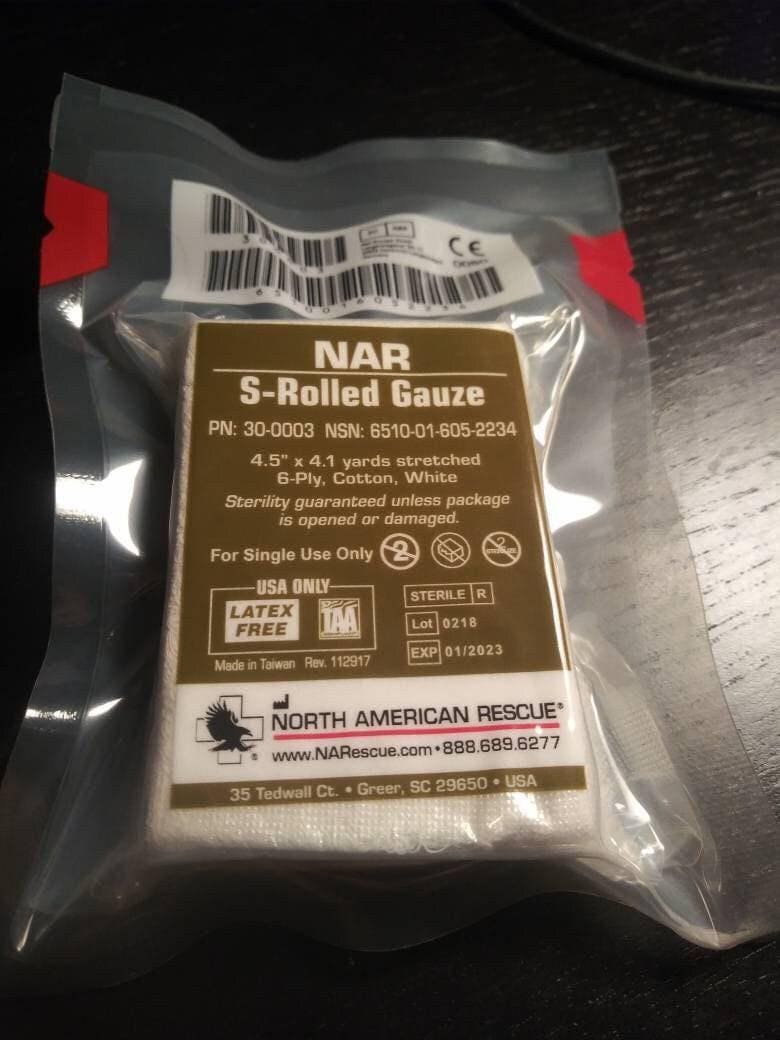 CE
NAR
S-Rolled Gauze
PN: 30-0003 NSN: 6510-01-605-2234
4.5" x 4.1 yards stretched
6-Ply, Cotton, White
Sterility guaranteed unless package
is opened or damaged.
For Single Use Only
USA ONLY
LATEX
FREE
TAA
STERILE R
Lot 0218
EXP 01/2023
Made in Taiwan Rev. 112917
NORTH AMERICAN RESCUE®
www.NARescue.com • 888.689.6277
35 Tedwall Ct. • Greer, SC 29650 • USA